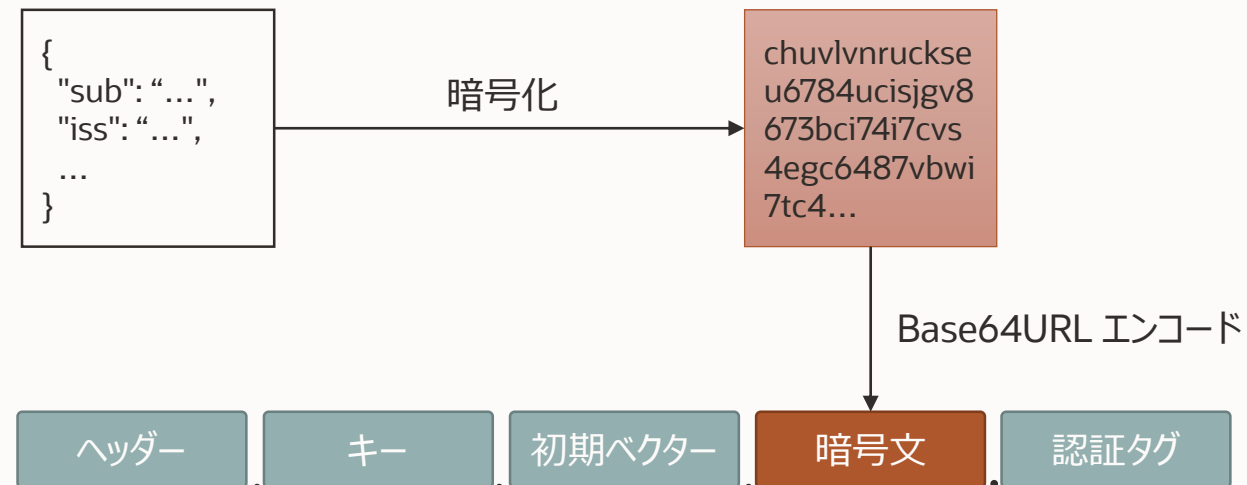 {
"sub": “…",
"iss": “…",
…
}
暗号化
chuvlvnruckse
u6784ucisjgv8
673bci74i7cvs
4egc6487vbwi
7tc4…
Base64URL エンコード
ヘッダー . キー . 初期ベクター . 暗号文 . 認証タグ